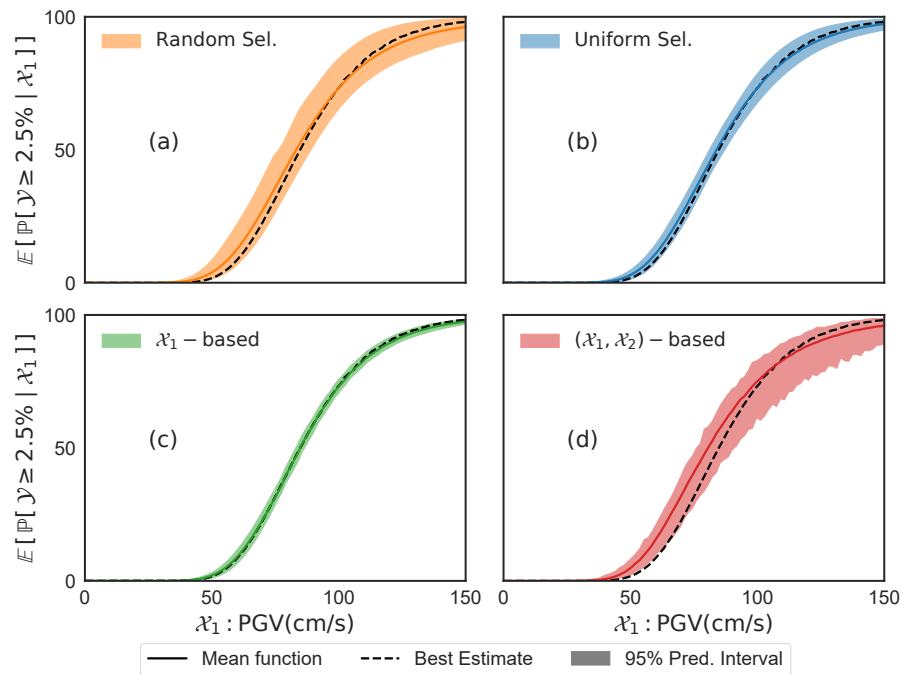 100
50
0
𝔼[ℙ[𝒴≥ 2.5% | 𝒳₁]]
Random Sel.
(a)
Uniform Sel.
(b)
100
50
0
𝔼[ℙ[𝒴≥ 2.5% | 𝒳₁]]
𝒳₁ − based
(c)
(𝒳₁, 𝒳₂) − based
(d)
0 50 100 150
0 50 100 150
𝒳₁ : PGV(cm/s)
𝒳₁ : PGV(cm/s)
Mean function Best Estimate 95% Pred. Interval